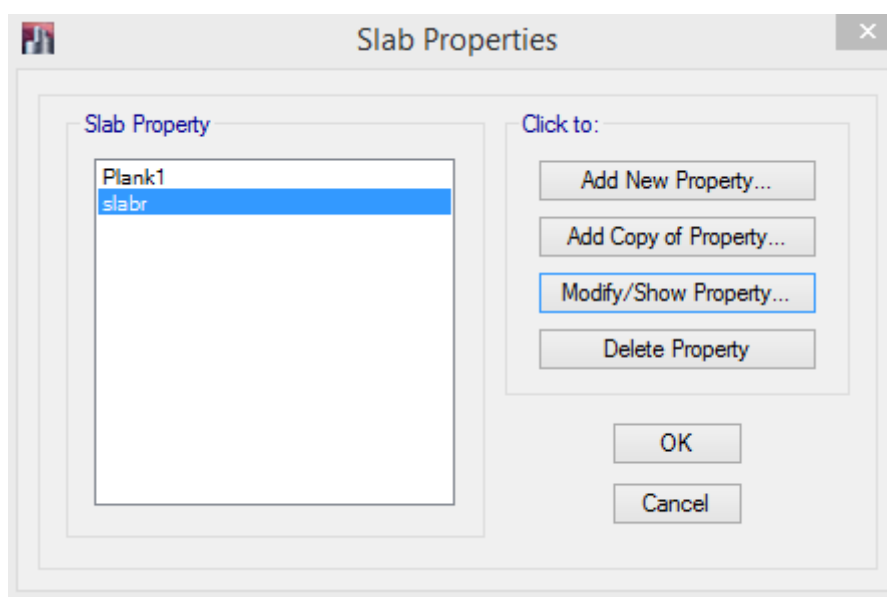 Slab Properties
Slab Property
Plank1
slabr
Click to:
Add New Property...
Add Copy of Property...
Modify/Show Property...
Delete Property
OK
Cancel